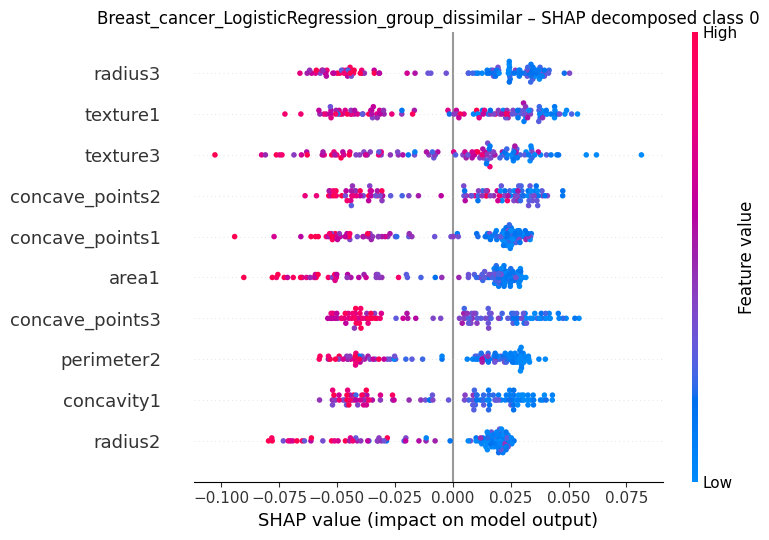 Breast_cancer_LogisticRegression_group_dissimilar – SHAP decomposed class 0
High
radius3
texture1
texture3
concave_points2
concave_points1
area1
concave_points3
perimeter2
concavity1
radius2
Feature value
Low
−0.100 −0.075 −0.050 −0.025 0.000 0.025 0.050 0.075
SHAP value (impact on model output)